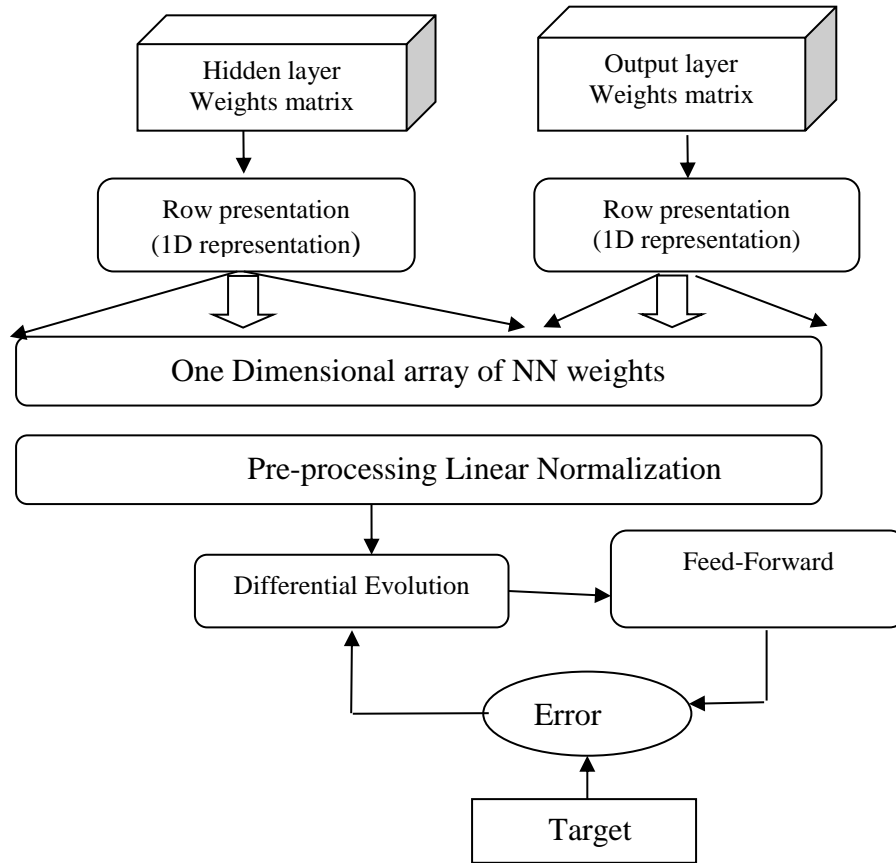 Hidden layer
Weights matrix
Output layer
Weights matrix
Row presentation
(1D representation)
Row presentation
(1D representation)
One Dimensional array of NN weights
Pre-processing Linear Normalization
Differential Evolution
Feed-Forward
Error
Target